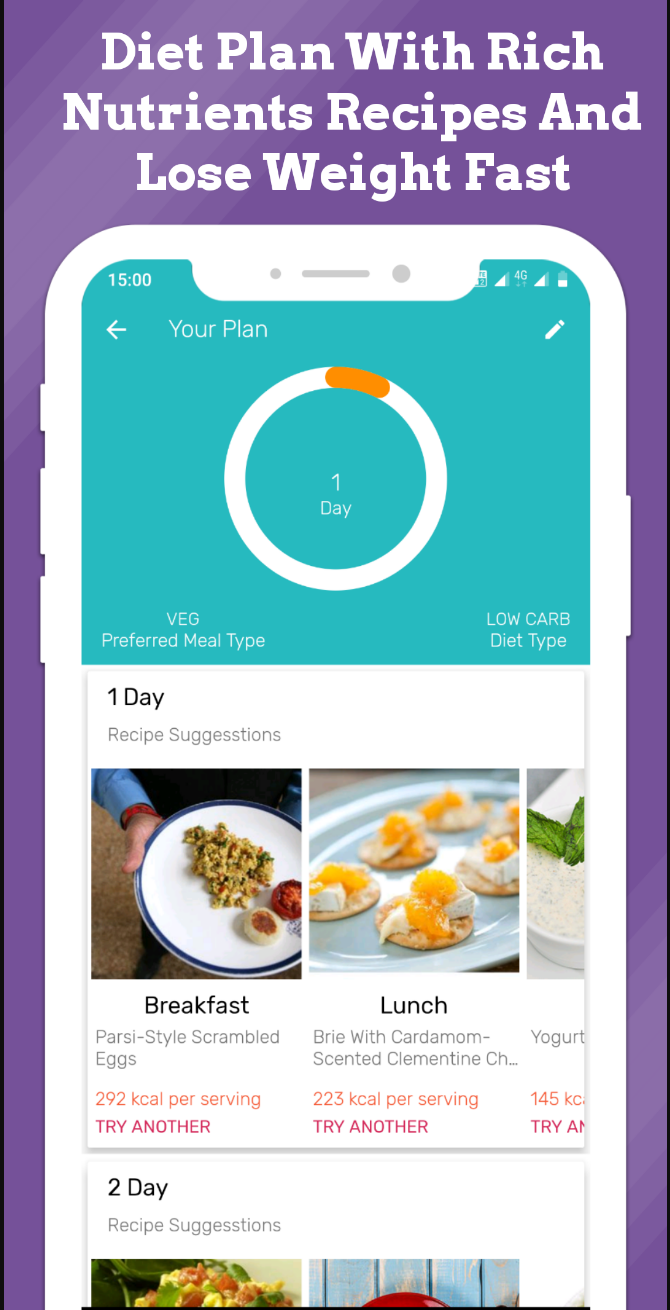 Diet Plan With Rich
Nutrients Recipes And
Lose Weight Fast
15:00
4G
Your Plan
1
Day
VEG
Preferred Meal Type
LOW CARB
Diet Type
1 Day
Recipe Suggesstions
Breakfast
Parsi-Style Scrambled
Eggs
292 kcal per serving
TRY ANOTHER
Lunch
Brie With Cardamom-
Scented Clementine Ch...
223 kcal per serving
TRY ANOTHER
Yogurt
145 kc
TRY AN
2 Day
Recipe Suggesstions